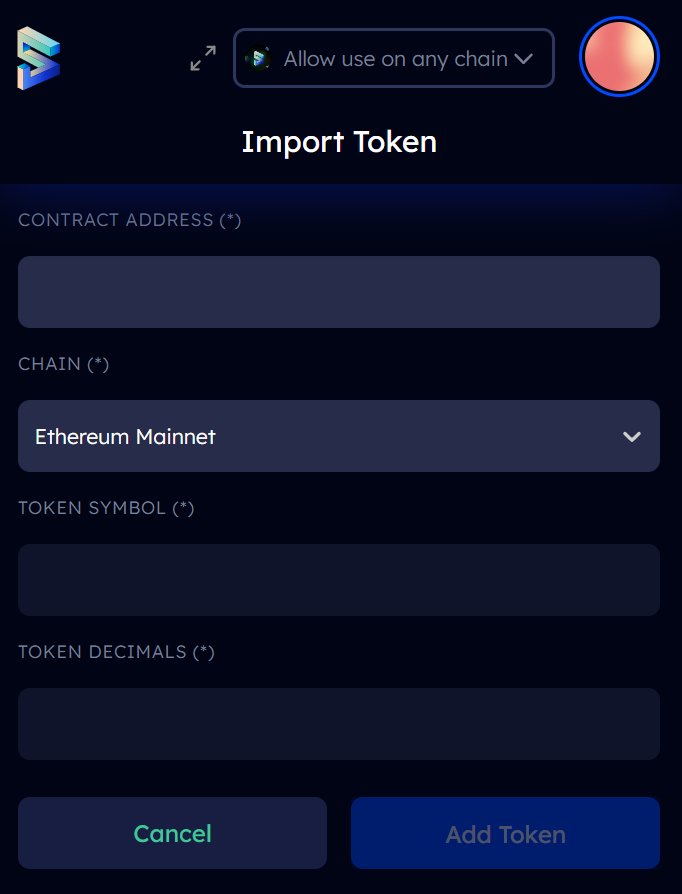 Allow use on any chain
Import Token
CONTRACT ADDRESS (*)
CHAIN (*)
Ethereum Mainnet
TOKEN SYMBOL (*)
TOKEN DECIMALS (*)
Cancel
Add Token